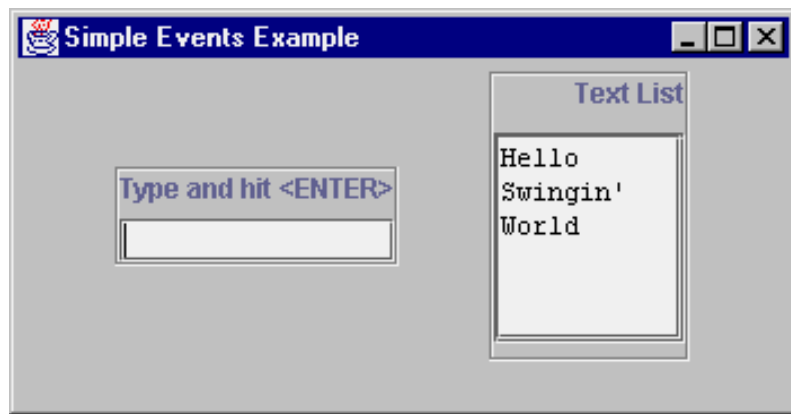 Simple Events Example
Type and hit <ENTER>
Text List
Hello
Swingin'
World